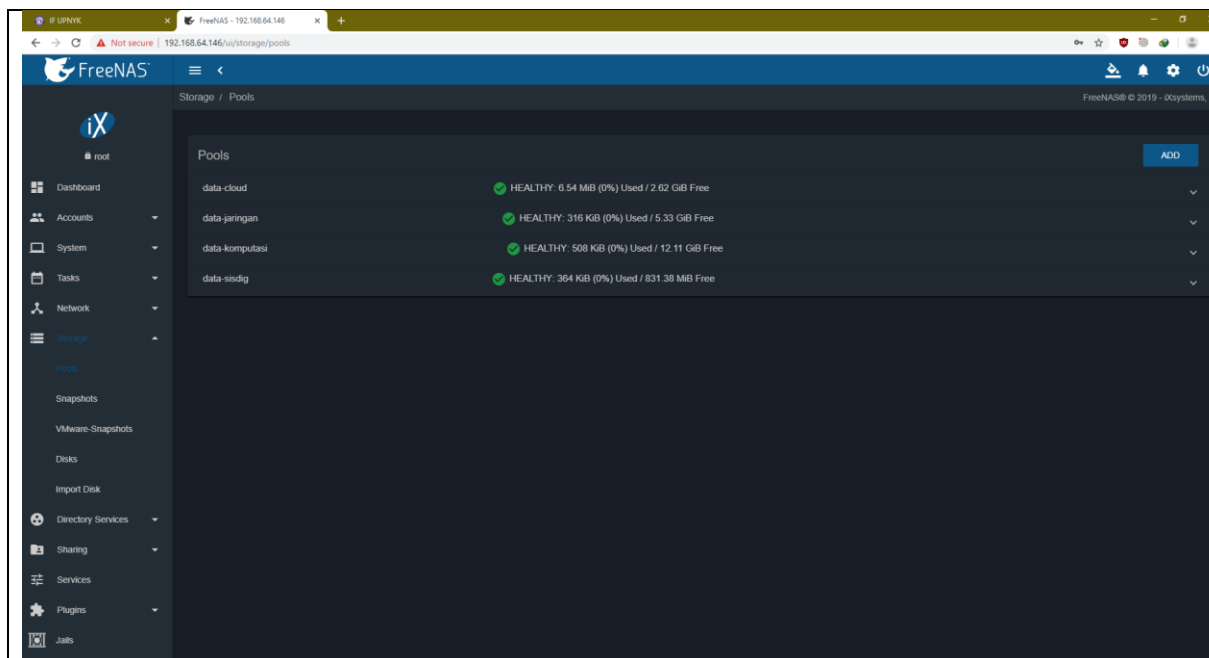 IF UPNYK
FreeNAS - 192.168.64.146
Not secure | 192.168.64.146/ui/storage/pools
FreeNAS
Storage / Pools
FreeNAS® © 2019 - iXsystems,
iX
root
Pools
ADD
Dashboard
data-cloud HEALTHY: 6.54 MiB (0%) Used / 2.62 GiB Free
Accounts
data-jaringan HEALTHY: 316 KiB (0%) Used / 5.33 GiB Free
System
data-komputasi HEALTHY: 508 KiB (0%) Used / 12.11 GiB Free
Tasks
data-sisdig HEALTHY: 364 KiB (0%) Used / 831.38 MiB Free
Network
Storage
Pools
Snapshots
VMware-Snapshots
Disks
Import Disk
Directory Services
Sharing
Services
Plugins
Jails